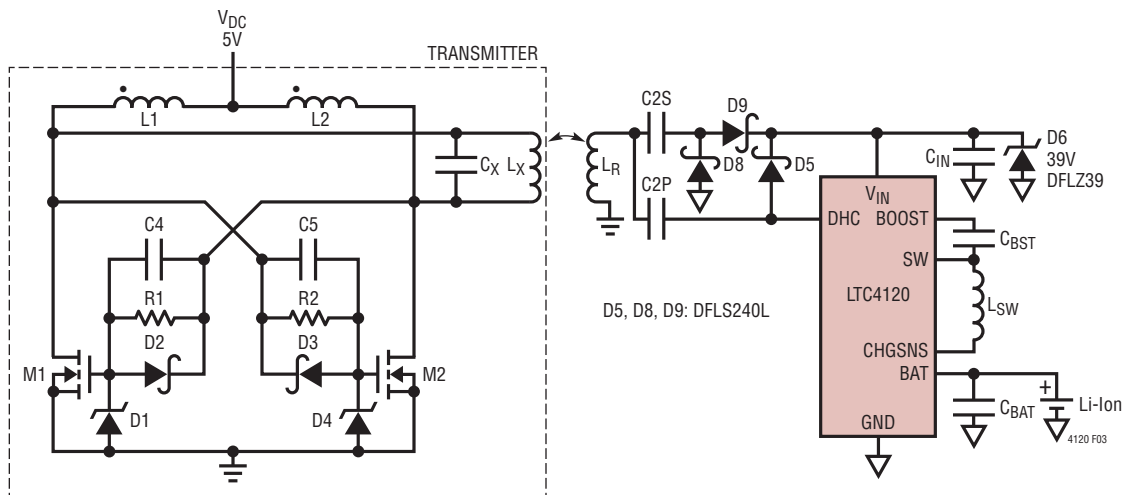 VDC
5V
TRANSMITTER
L1
L2
CX
LX
C4
C5
R1
R2
D2
D3
M1
M2
D1
D4
LR
C2S
C2P
D9
D8
D5
CIN
D6
39V
DFLZ39
VIN
DHC
BOOST
CBST
SW
LTC4120
LSW
CHGSNS
BAT
GND
CBAT
+
Li-Ion
D5, D8, D9: DFLS240L
4120 F03